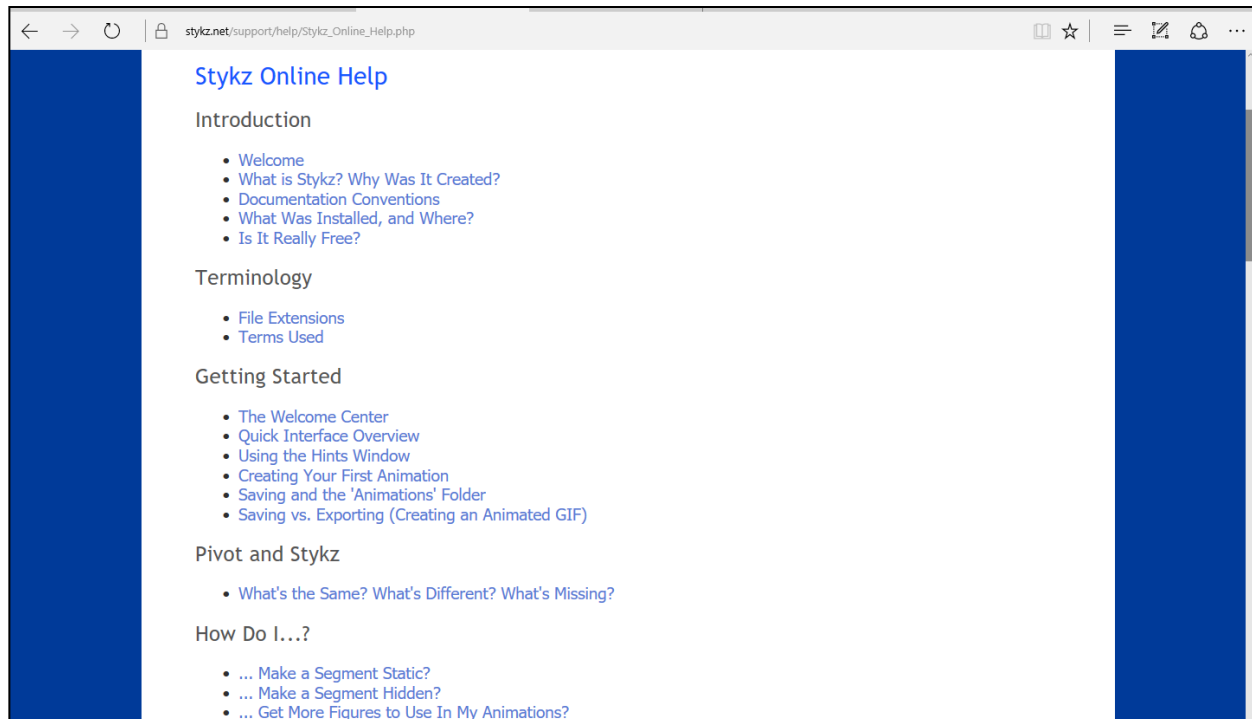 stykz.net/support/help/Stykz_Online_Help.php
Stykz Online Help
Introduction
• Welcome
• What is Stykz? Why Was It Created?
• Documentation Conventions
• What Was Installed, and Where?
• Is It Really Free?
Terminology
• File Extensions
• Terms Used
Getting Started
• The Welcome Center
• Quick Interface Overview
• Using the Hints Window
• Creating Your First Animation
• Saving and the 'Animations' Folder
• Saving vs. Exporting (Creating an Animated GIF)
Pivot and Stykz
• What's the Same? What's Different? What's Missing?
How Do I...?
• ... Make a Segment Static?
• ... Make a Segment Hidden?
• ... Get More Figures to Use In My Animations?